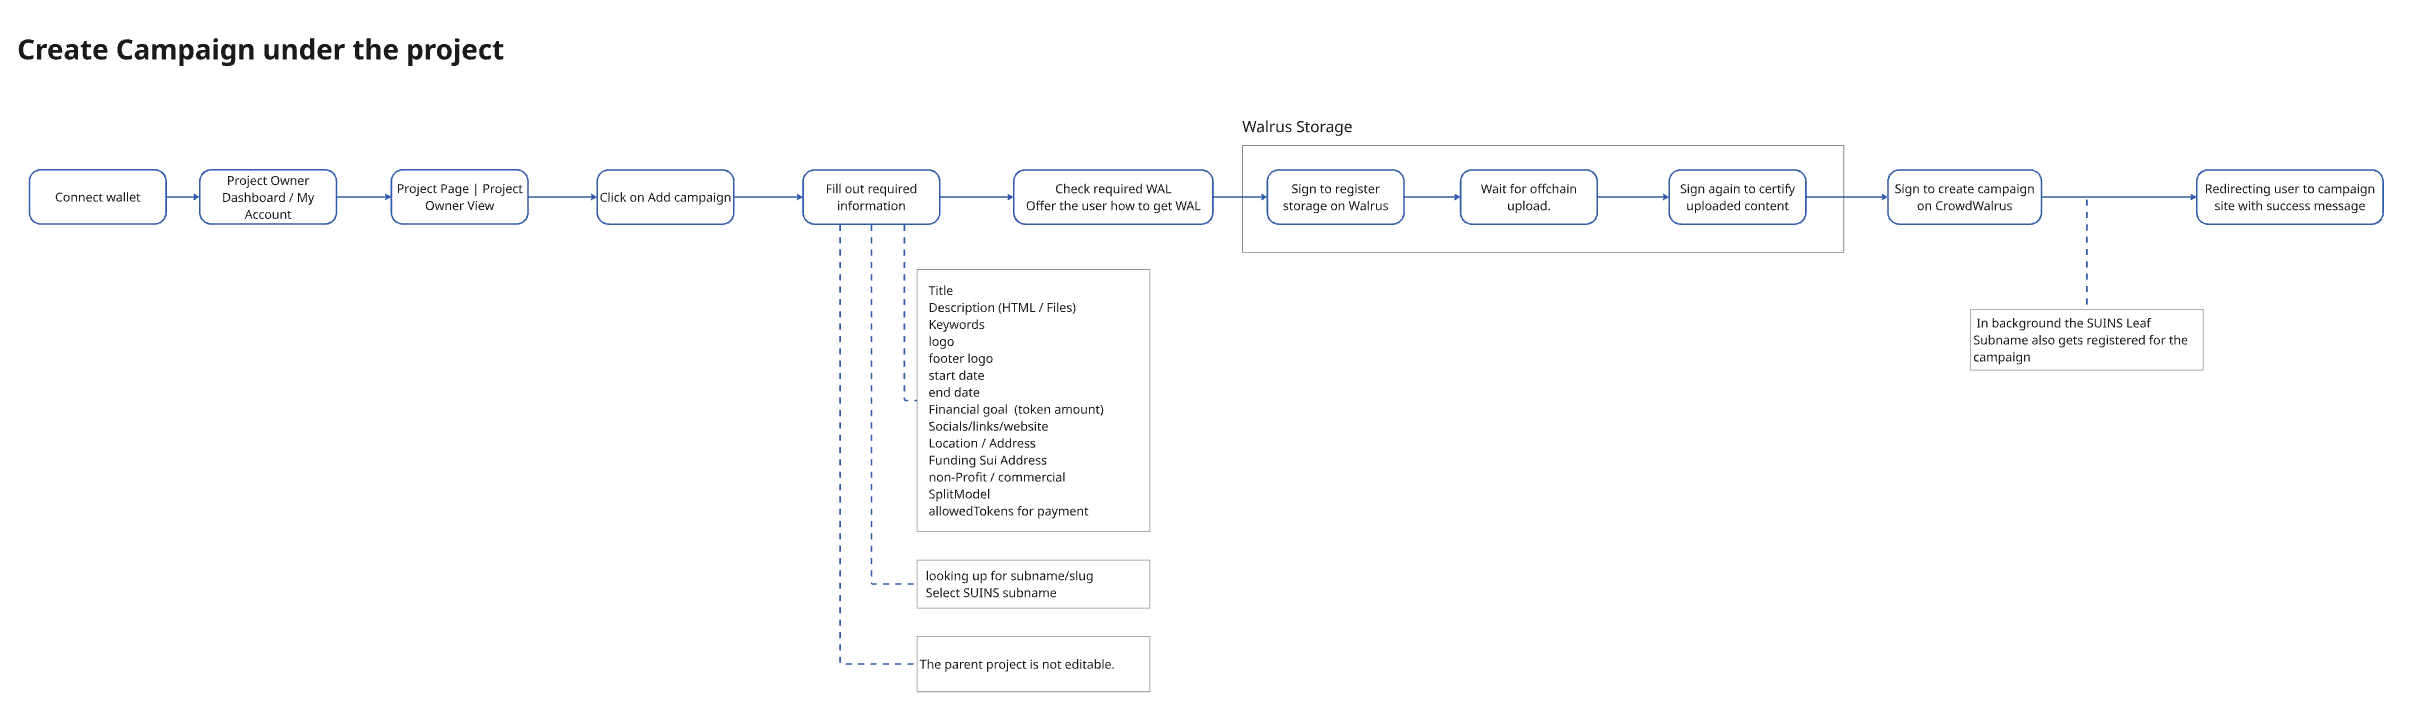 Create Campaign under the project
Walrus Storage
Connect wallet
Project Owner
Dashboard / My
Account
Project Page | Project
Owner View
Click on Add campaign
Fill out required
information
Check required WAL
Offer the user how to get WAL
Sign to register
storage on Walrus
Wait for offchain
upload.
Sign again to certify
uploaded content
Sign to create campaign
on CrowdWalrus
Redirecting user to campaign
site with success message
Title
Description (HTML / Files)
Keywords
logo
footer logo
start date
end date
Financial goal  (token amount)
Socials/links/website
Location / Address
Funding Sui Address
non-Profit / commercial
SplitModel
allowedTokens for payment
In background the SUINS Leaf
Subname also gets registered for the
campaign
looking up for subname/slug
Select SUINS subname
The parent project is not editable.